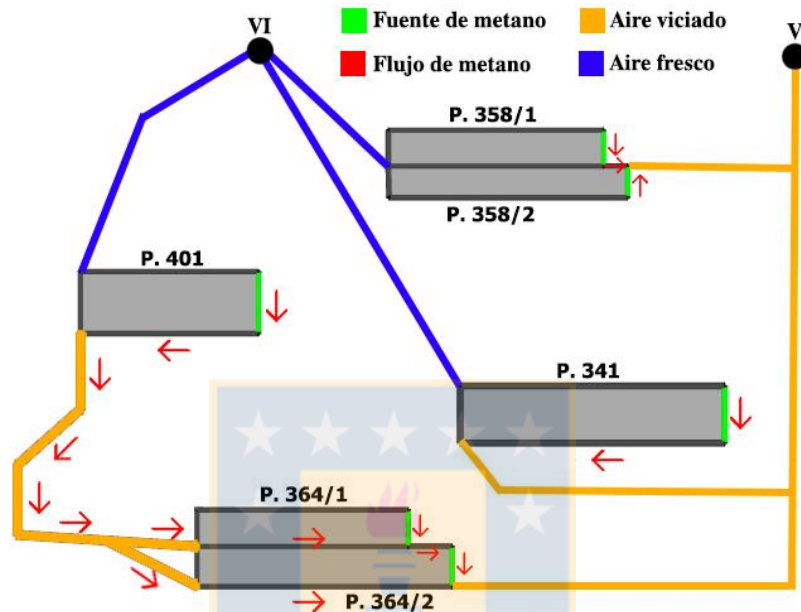 VI
Fuente de metano
Aire viciado
V
Flujo de metano
Aire fresco
P. 358/1
P. 358/2
P. 401
P. 341
P. 364/1
P. 364/2